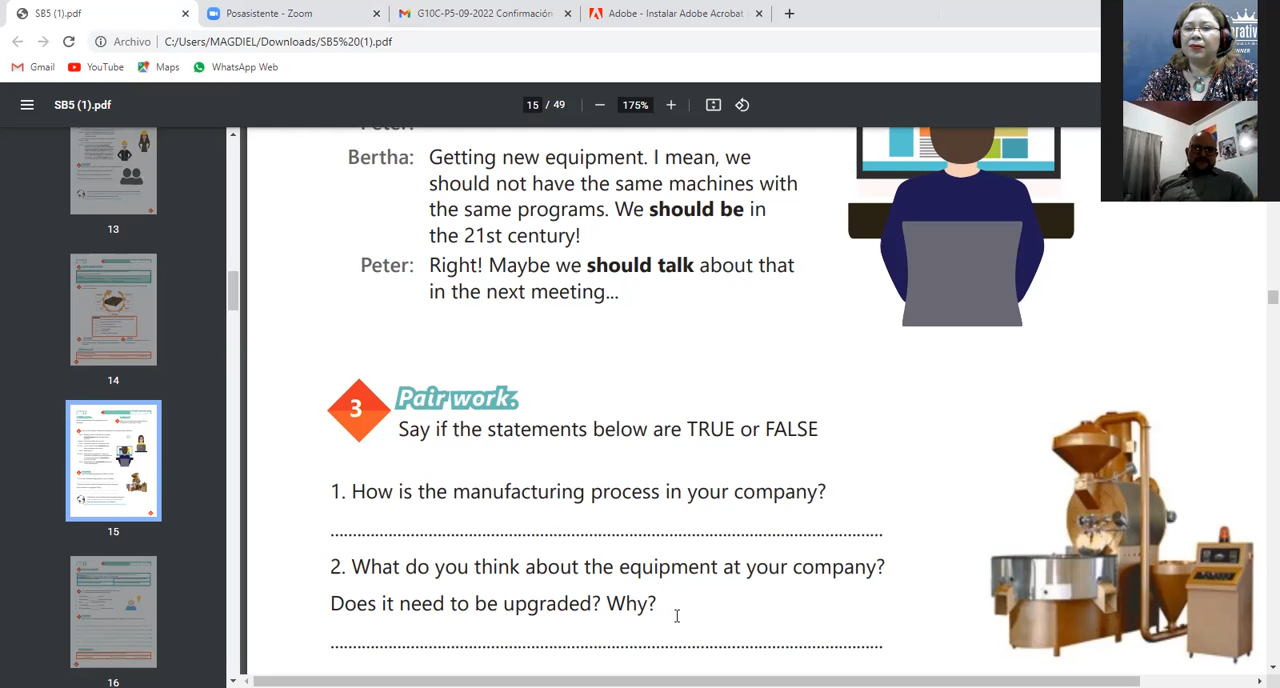 SB5 (1).pdf
Posasistente - Zoom
G10C-P5-09-2022 Confirmación
Adobe - Instalar Adobe Acrobat
Archivo
C:/Users/MAGDIEL/Downloads/SB5%20(1).pdf
Gmail
YouTube
Maps
WhatsApp Web
SB5 (1).pdf
15 / 49
175%
Bertha: Getting new equipment. I mean, we
should not have the same machines with
the same programs. We should be in
the 21st century!
Peter: Right! Maybe we should talk about that
in the next meeting...
3
Pair work.
Say if the statements below are TRUE or FALSE
1. How is the manufacturing process in your company?
2. What do you think about the equipment at your company?
Does it need to be upgraded? Why?
13
14
15
16